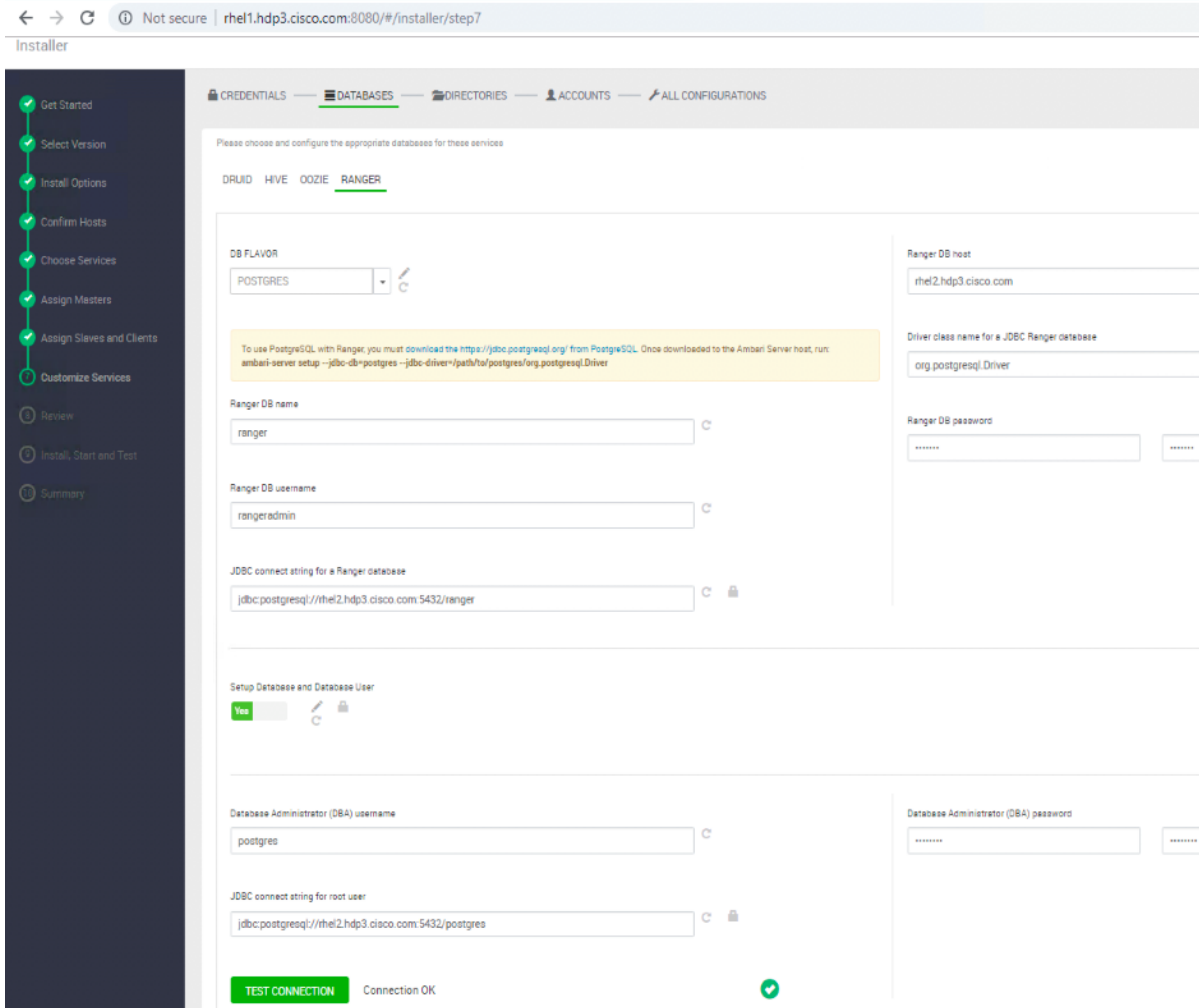 Not secure | rhel1.hdp3.cisco.com:8080/#/installer/step7
Installer
Get Started
Select Version
Install Options
Confirm Hosts
Choose Services
Assign Masters
Assign Slaves and Clients
7 Customize Services
8 Review
9 Install, Start and Test
10 Summary
CREDENTIALS DATABASES DIRECTORIES ACCOUNTS ALL CONFIGURATIONS
Please choose and configure the appropriate databases for these services
DRUID HIVE OOZIE RANGER
DB FLAVOR
POSTGRES
To use PostgreSQL with Ranger, you must download the https://jdbc.postgresql.org/ from PostgreSQL. Once downloaded to the Ambari Server host, run:
ambari-server setup --jdbc-db=postgres --jdbc-driver=/path/to/postgres/org.postgresql.Driver
Ranger DB name
ranger
Ranger DB username
rangeradmin
JDBC connect string for a Ranger database
jdbc:postgresql://rhel2.hdp3.cisco.com:5432/ranger
Ranger DB host
rhel2.hdp3.cisco.com
Driver class name for a JDBC Ranger database
org.postgresql.Driver
Ranger DB password
••••••• •••••••
Setup Database and Database User
Yes
Database Administrator (DBA) username
postgres
JDBC connect string for root user
jdbc:postgresql://rhel2.hdp3.cisco.com:5432/postgres
Database Administrator (DBA) password
•••••••• ••••••••
TEST CONNECTION Connection OK